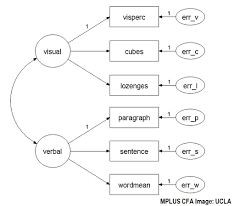 visperc
1
err_v
1
visual
cubes
1
err_c
lozenges
1
err_l
paragraph
1
err_p
1
verbal
sentence
1
err_s
wordmean
1
err_w
MPLUS CFA Image: UCLA